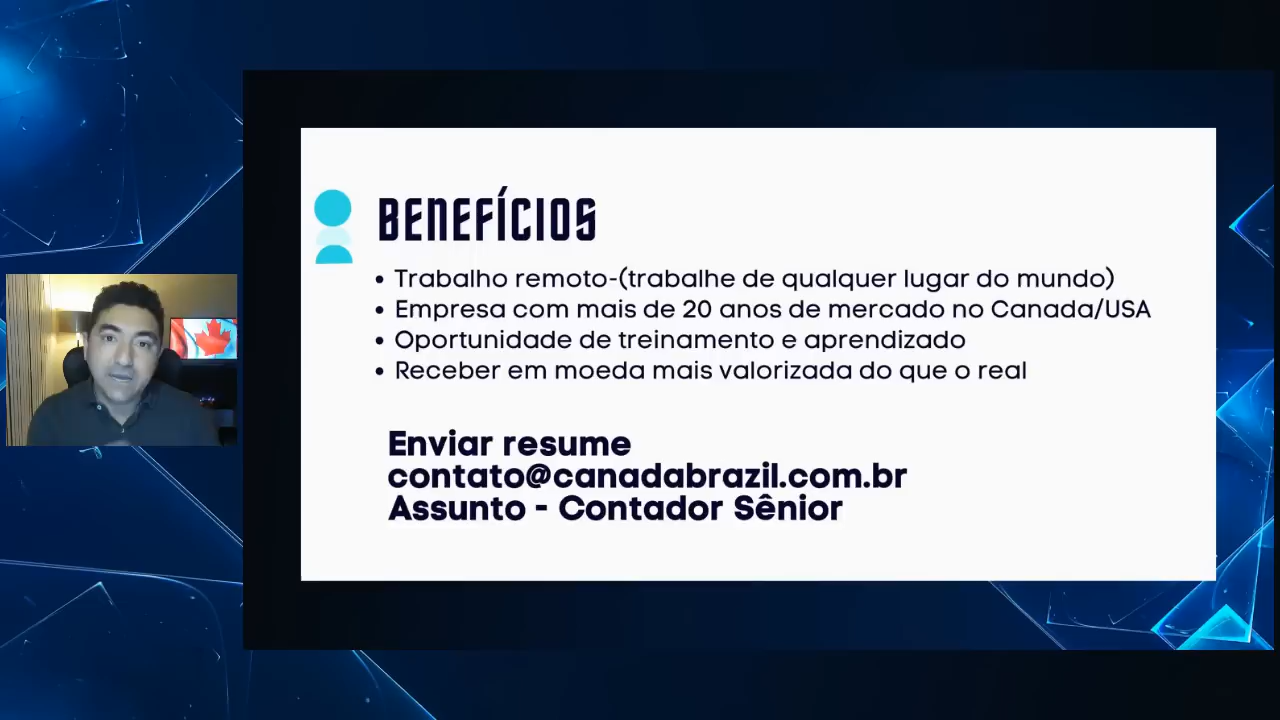 BENEFÍCIOS
• Trabalho remoto-(trabalhe de qualquer lugar do mundo)
• Empresa com mais de 20 anos de mercado no Canada/USA
• Oportunidade de treinamento e aprendizado
• Receber em moeda mais valorizada do que o real
Enviar resume
contato@canadabrazil.com.br
Assunto - Contador Sênior